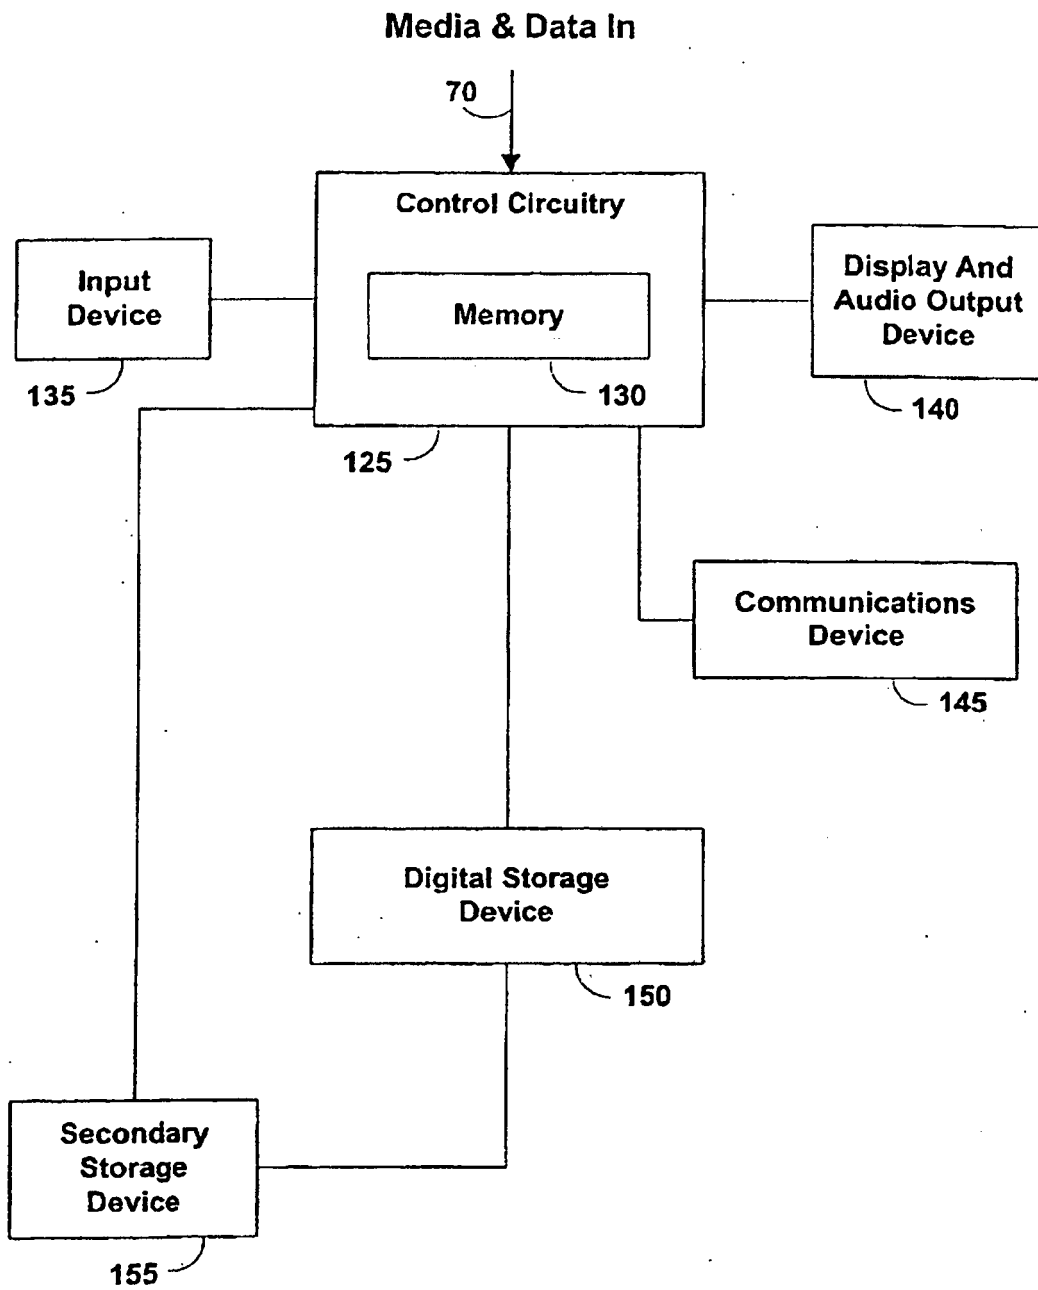 Media & Data In
70
Control Circuitry
Memory
130
125
Input
Device
135
Display And
Audio Output
Device
140
Communications
Device
145
Digital Storage
Device
150
Secondary
Storage
Device
155